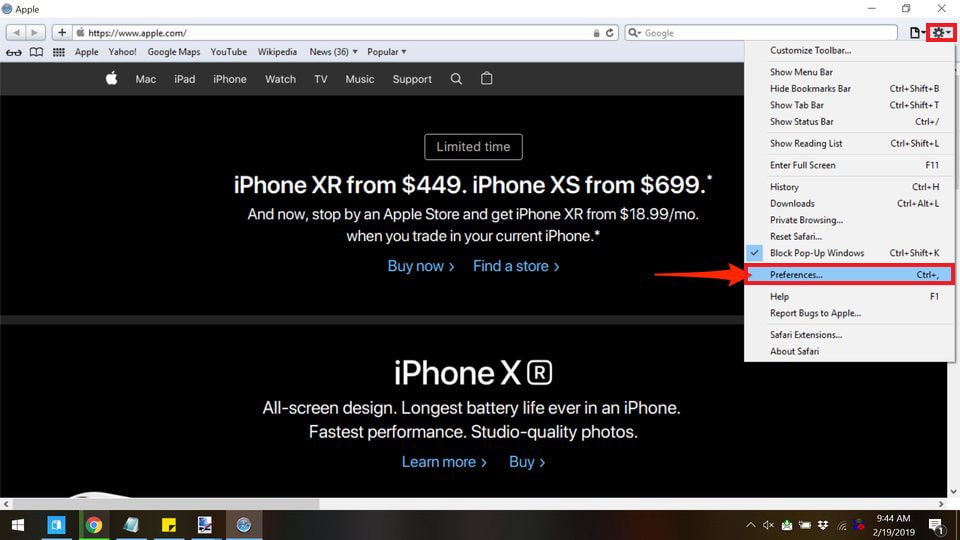 Apple
https://www.apple.com/
Google
Apple Yahoo! Google Maps YouTube Wikipedia News (36) Popular
Mac iPad iPhone Watch TV Music Support
Limited time
iPhone XR from $449. iPhone XS from $699.*
And now, stop by an Apple Store and get iPhone XR from $18.99/mo.
when you trade in your current iPhone.*
Buy now > Find a store >
iPhone XR
All-screen design. Longest battery life ever in an iPhone.
Fastest performance. Studio-quality photos.
Learn more > Buy >
Customize Toolbar...
Show Menu Bar
Hide Bookmarks Bar Ctrl+Shift+B
Show Tab Bar Ctrl+Shift+T
Show Status Bar Ctrl+/
Show Reading List Ctrl+Shift+L
Enter Full Screen F11
History Ctrl+H
Downloads Ctrl+Alt+L
Private Browsing...
Reset Safari...
Block Pop-Up Windows Ctrl+Shift+K
Preferences... Ctrl+,
Help F1
Report Bugs to Apple...
Safari Extensions...
About Safari
9:44 AM
2/19/2019
1